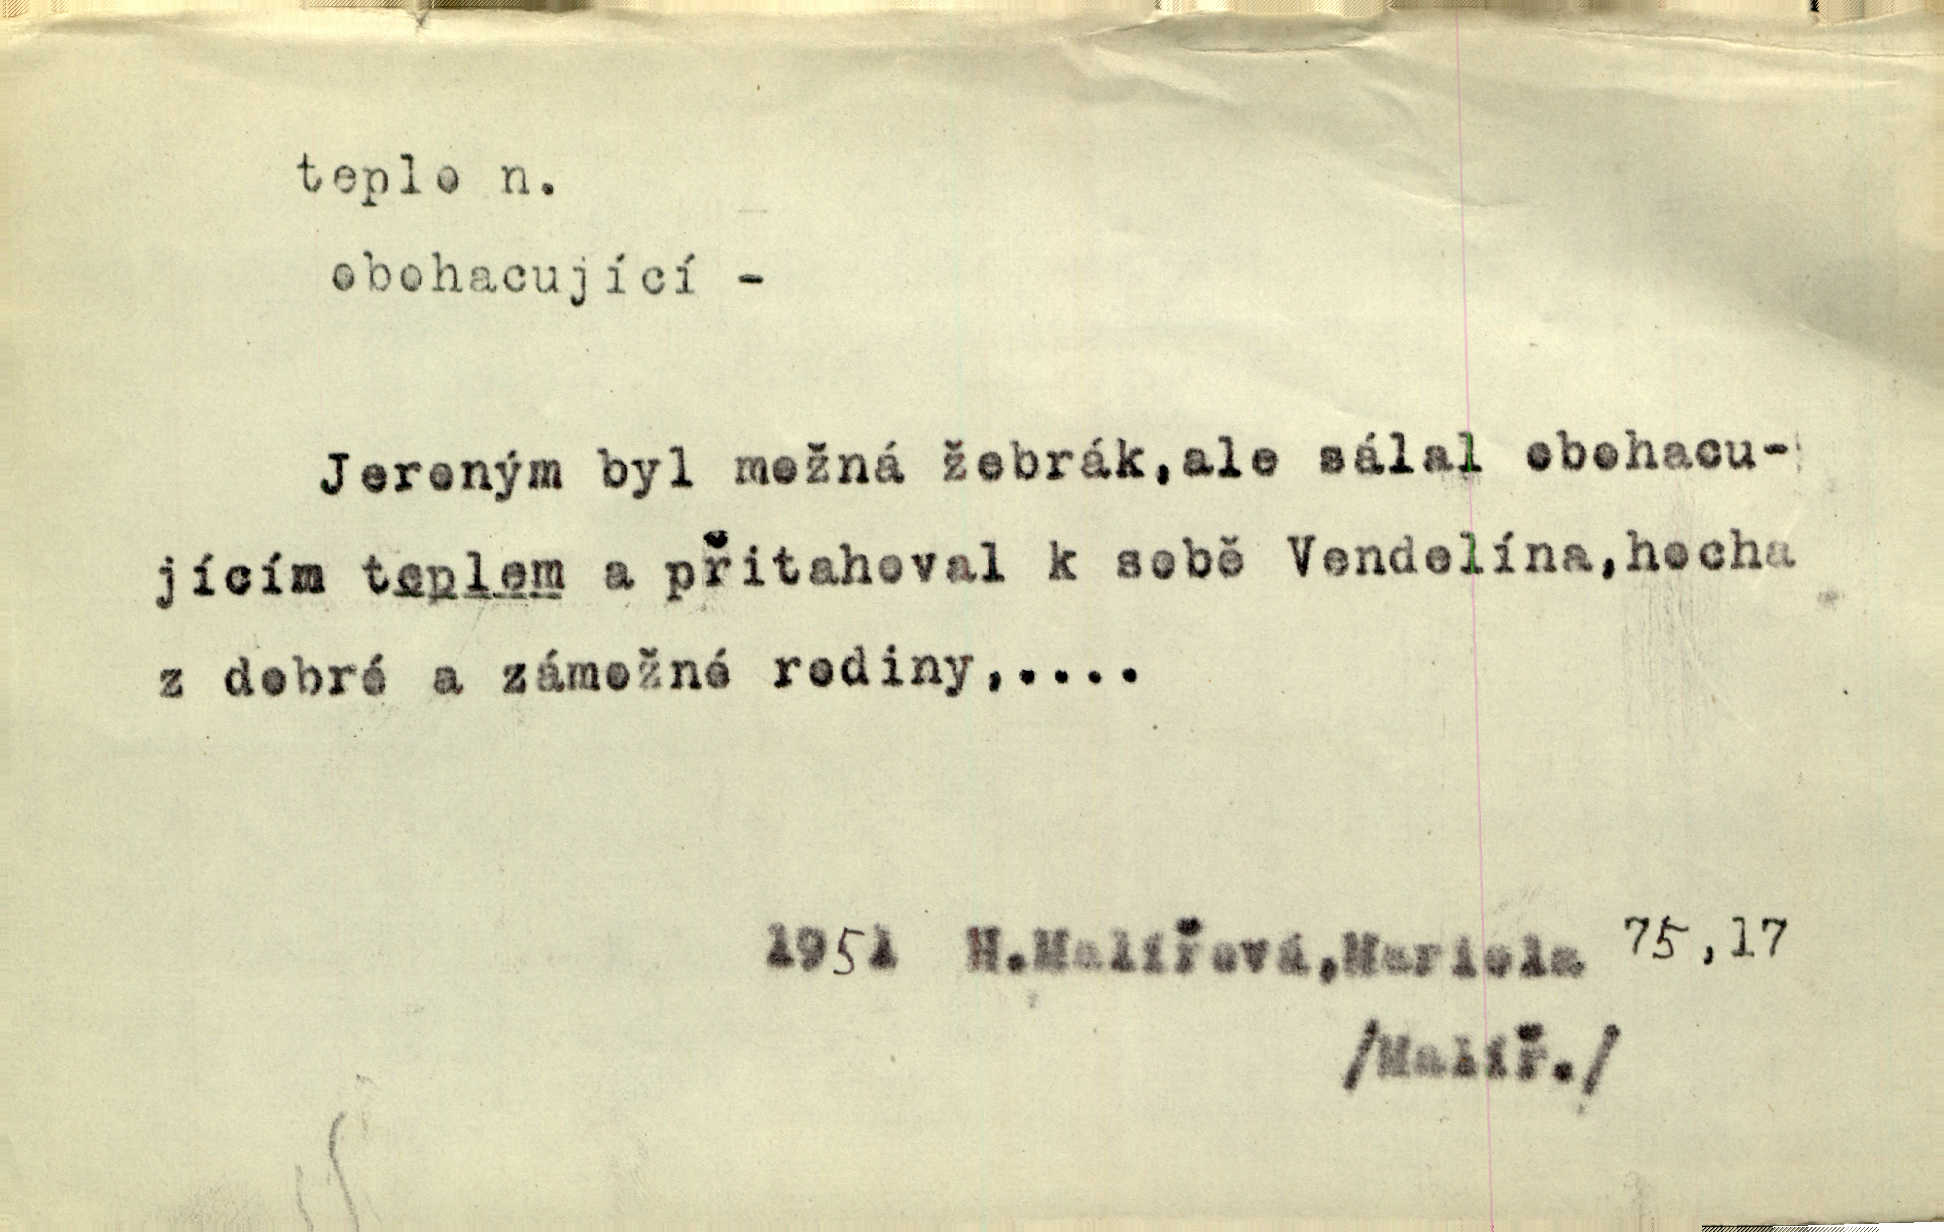 teplo n.
obohacující -
Jeroným byl možná žebrák,ale sálal obohacu-
jícím teplem a přitahoval k sobě Vendelína,hocha
z dobré a zámožné rodiny,....
1951 H.Malířová,Mariola 75,17
/Malíř./